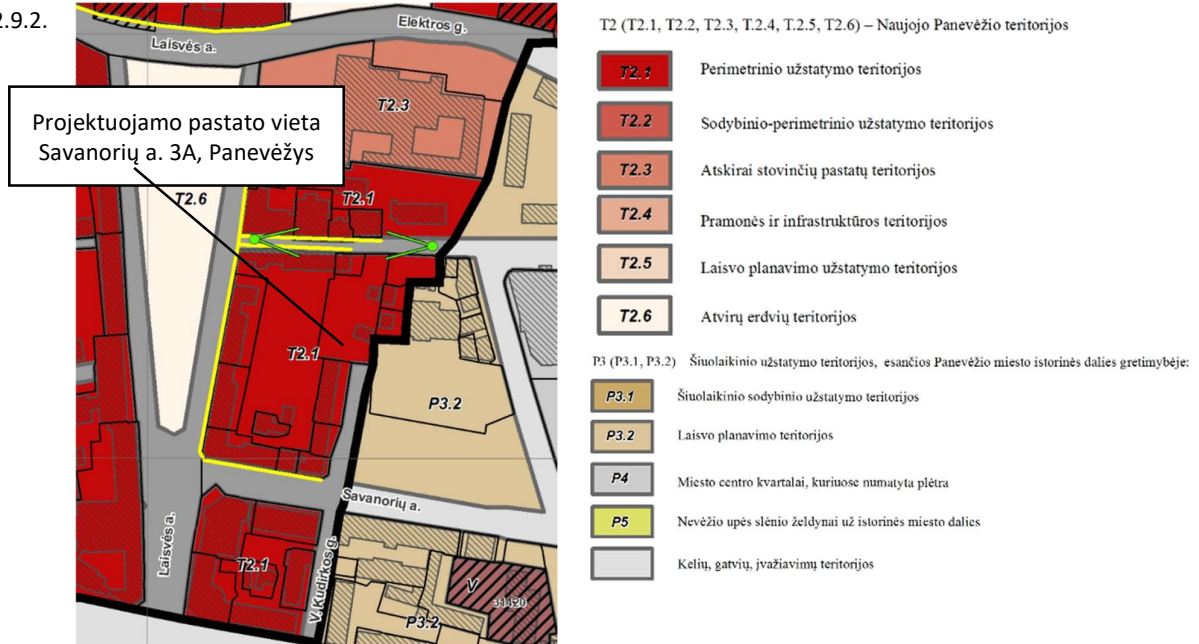 2.9.2.
Laisvės a.
Elektros g.
T2.3
Projektuojamo pastato vieta
Savanorių a. 3A, Panevėžys
T2.6
T2.1
T2.1
P3.2
Savanorių a.
Laisvės a.
V. Kudirkos g.
T2.1
V
31420
P3.2
T2 (T2.1, T2.2, T2.3, T.2.4, T.2.5, T2.6) – Naujojo Panevėžio teritorijos
T2.1 Perimetrinio užstatymo teritorijos
T2.2 Sodybinio-perimetrinio užstatymo teritorijos
T2.3 Atskirai stovinčių pastatų teritorijos
T2.4 Pramonės ir infrastruktūros teritorijos
T2.5 Laisvo planavimo užstatymo teritorijos
T2.6 Atvirų erdvių teritorijos
P3 (P3.1, P3.2) Šiuolaikinio užstatymo teritorijos, esančios Panevėžio miesto istorinės dalies gretimybėje:
P3.1 Šiuolaikinio sodybinio užstatymo teritorijos
P3.2 Laisvo planavimo teritorijos
P4 Miesto centro kvartalai, kuriuose numatyta plėtra
P5 Nevėžio upės slėnio želdynai už istorinės miesto dalies
Kelių, gatvių, įvažiavimų teritorijos